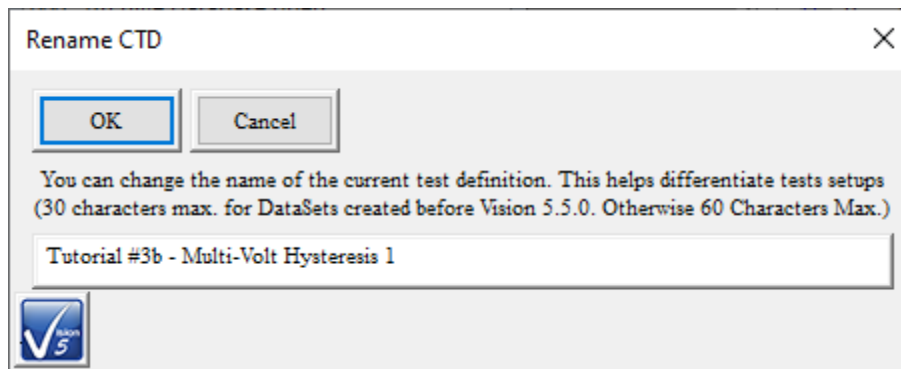 Rename CTD
OK
Cancel
You can change the name of the current test definition. This helps differentiate tests setups
(30 characters max. for DataSets created before Vision 5.5.0. Otherwise 60 Characters Max.)
Tutorial #3b - Multi-Volt Hysteresis 1
Vision
5